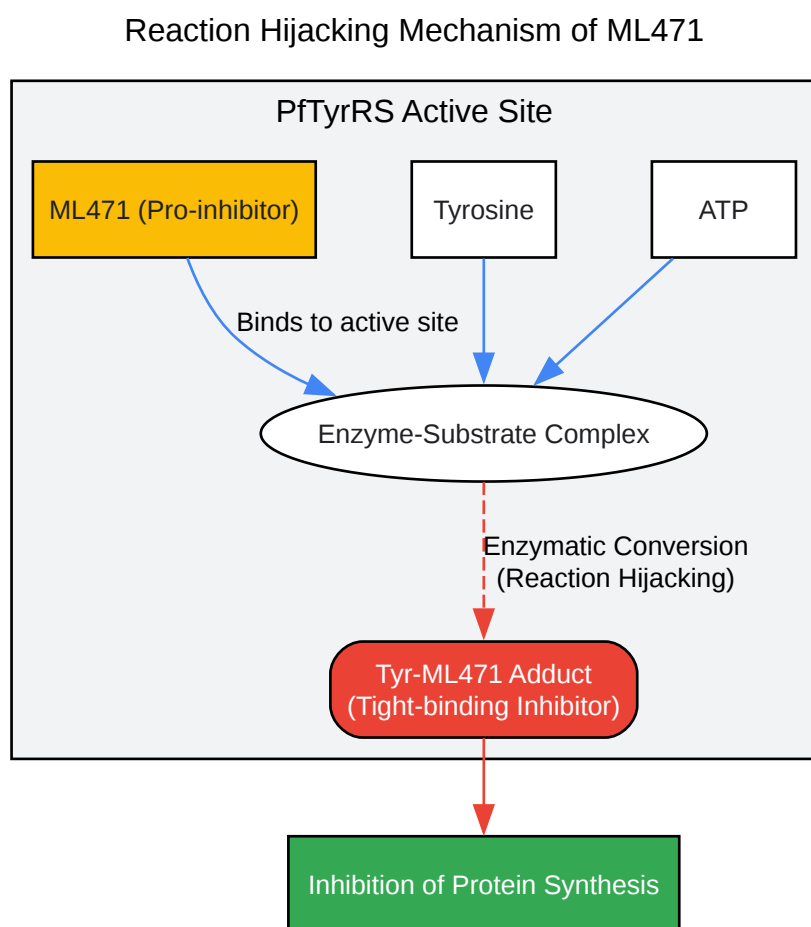 Reaction Hijacking Mechanism of ML471
PfTyrRS Active Site
ML471 (Pro-inhibitor)
Tyrosine
ATP
Binds to active site
Enzyme-Substrate Complex
Enzymatic Conversion
(Reaction Hijacking)
Tyr-ML471 Adduct
(Tight-binding Inhibitor)
Inhibition of Protein Synthesis